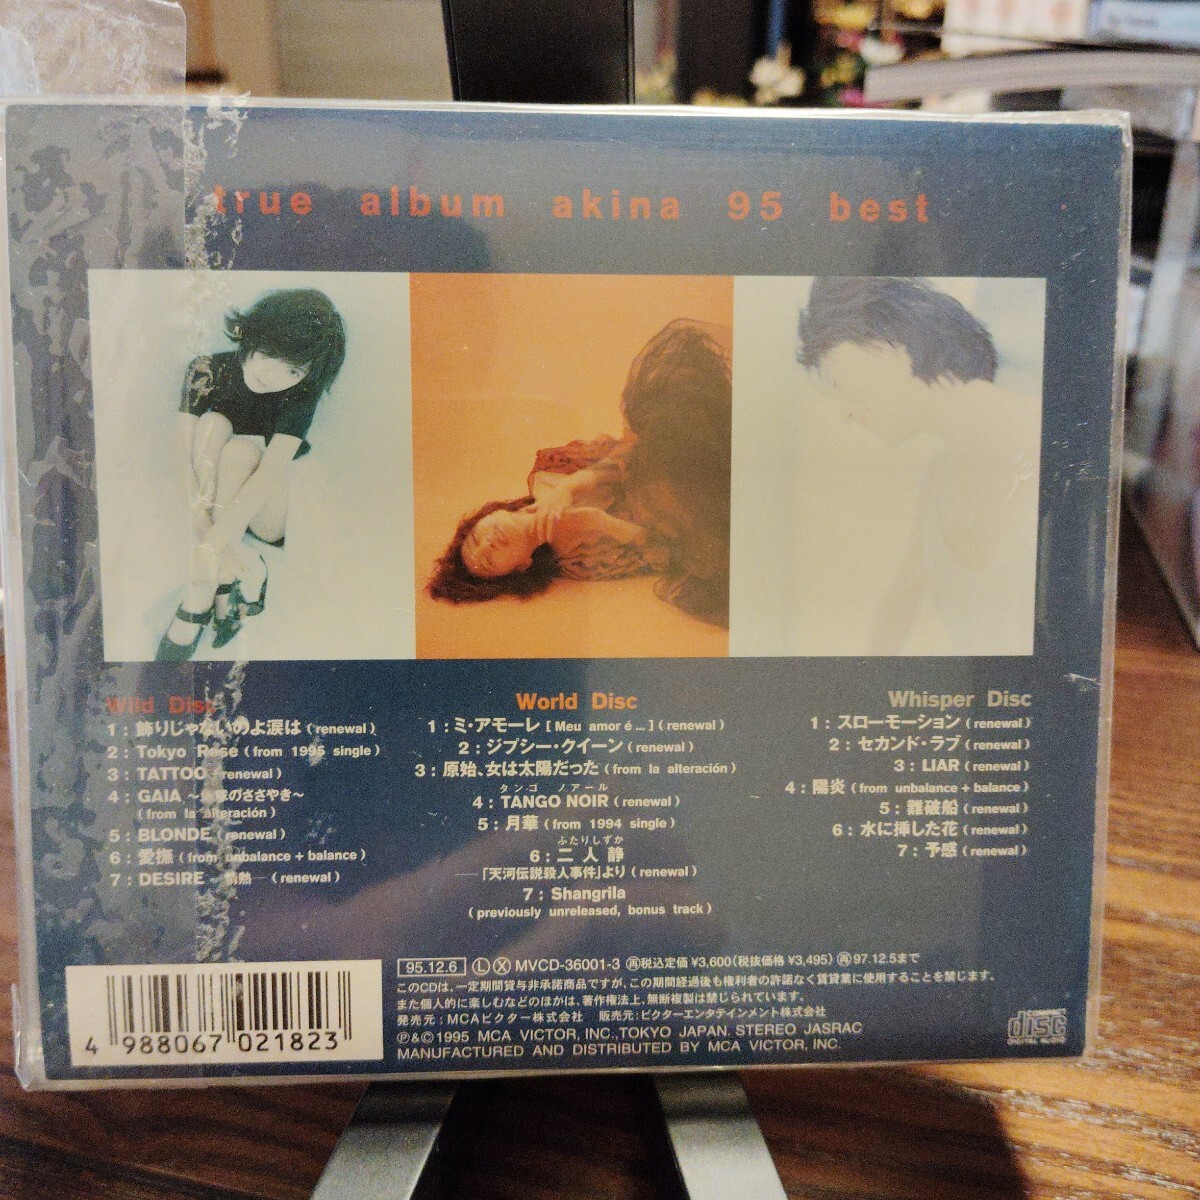 true album akina 95 best
Wild Disc
1：飾りじゃないのよ涙は（renewal）
2：Tokyo Rose（from 1995 single）
3：TATTOO（renewal）
4：GAIA 〜のささやき〜
（from la alteración）
5：BLONDE（renewal）
6：愛撫（from unbalance + balance）
7：DESIRE ―情熱―（renewal）
World Disc
1：ミ・アモーレ［Meu amor é ...］（renewal）
2：ジプシー・クイーン（renewal）
3：原始、女は太陽だった（from la alteración）
タンゴ ノアール
4：TANGO NOIR（renewal）
5：月華（from 1994 single）
ふたりしずか
6：二人静
――「天河伝説殺人事件」より（renewal）
7：Shangrila
（previously unreleased, bonus track）
Whisper Disc
1：スローモーション（renewal）
2：セカンド・ラブ（renewal）
3：LIAR（renewal）
4：陽炎（from unbalance + balance）
5：難破船（renewal）
6：水に挿した花（renewal）
7：予感（renewal）
95.12.6 Ⓛ Ⓧ MVCD-36001-3 ㊢税込定価 ¥3,600（税抜価格 ¥3,495）㊢97.12.5まで
このCDは、一定期間貸与非承諾商品ですが、この期間経過後も権利者の許諾なく賃貸業に使用することを禁じます。
また個人的に楽しむなどのほかは、著作権法上、無断複製は禁じられています。
発売元：MCAビクター株式会社 販売元：ビクターエンタテインメント株式会社
Ⓟ&Ⓒ1995 MCA VICTOR, INC., TOKYO JAPAN. STEREO JASRAC
MANUFACTURED AND DISTRIBUTED BY MCA VICTOR, INC.
4 988067 021823
COMPACT
disc
DIGITAL AUDIO